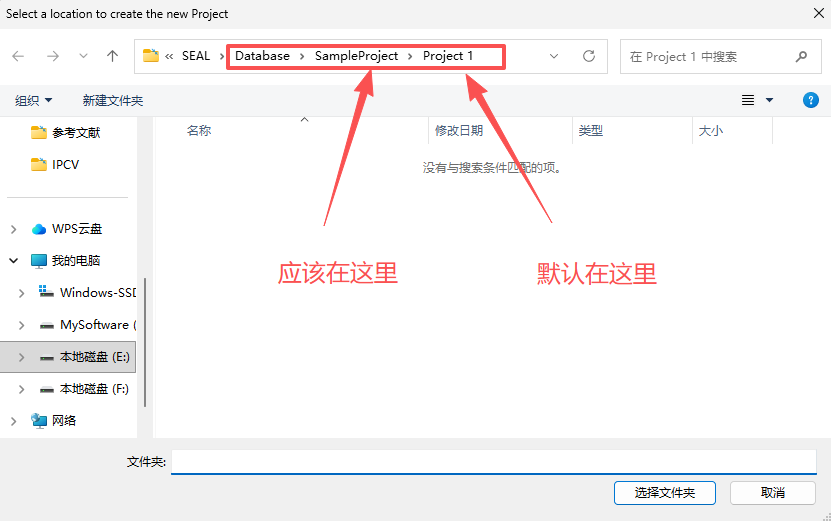 Select a location to create the new Project
« SEAL › Database › SampleProject › Project 1
在 Project 1 中搜索
组织
新建文件夹
?
参考文献
IPCV
WPS云盘
我的电脑
Windows-SSD
MySoftware (
本地磁盘 (E:)
本地磁盘 (F:)
网络
名称
修改日期
类型
大小
没有与搜索条件匹配的项。
应该在这里
默认在这里
文件夹:
选择文件夹
取消